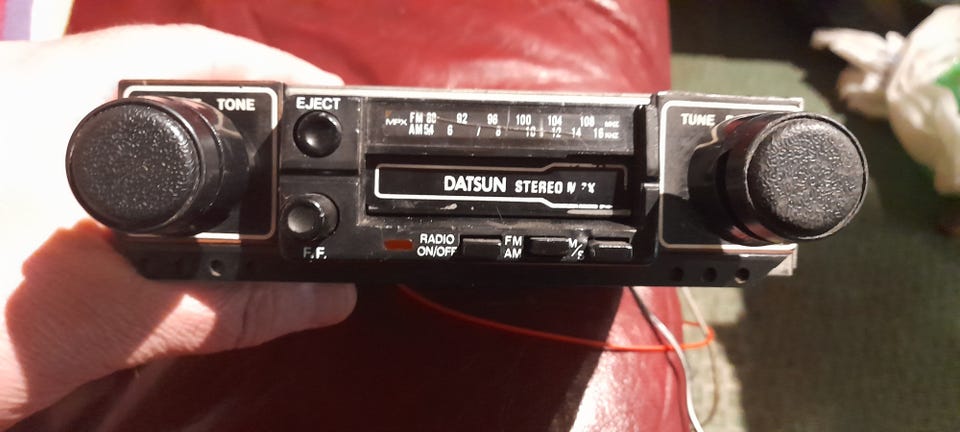 TONE
EJECT
MPX FM 88 92 96 100 104 108 MHZ
AM 54 6 7 8 10 12 14 16 KHZ
TUNE
DATSUN STEREO
F.F.
RADIO
ON/OFF
FM
AM
M/S